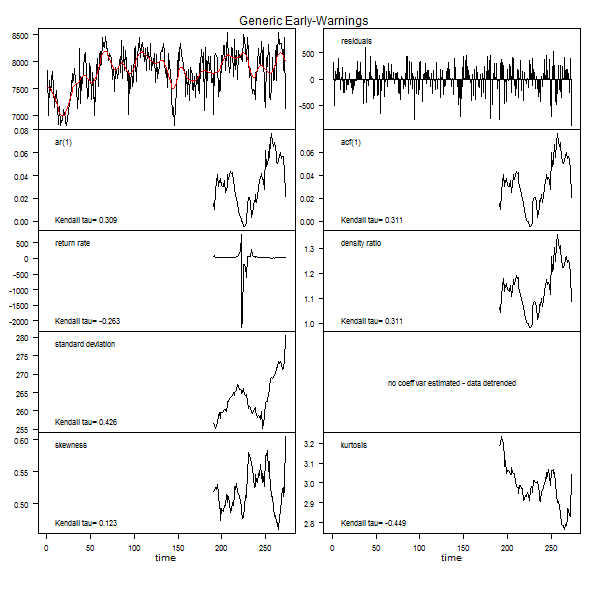 Generic Early-Warnings
8500
8000
7500
7000
residuals
500
0
-500
0.08
0.06
0.04
0.02
0.00
ar(1)
Kendall tau= 0.309
0.06
0.04
0.02
0.00
acf(1)
Kendall tau= 0.311
500
0
-500
-1000
-1500
-2000
return rate
Kendall tau= -0.263
1.3
1.2
1.1
1.0
density ratio
Kendall tau= 0.311
280
275
270
265
260
255
standard deviation
Kendall tau= 0.426
no coeff var estimated - data detrended
0.60
0.55
0.50
skewness
Kendall tau= 0.123
0 50 100 150 200 250
time
3.2
3.1
3.0
2.9
2.8
kurtosis
Kendall tau= -0.449
0 50 100 150 200 250
time